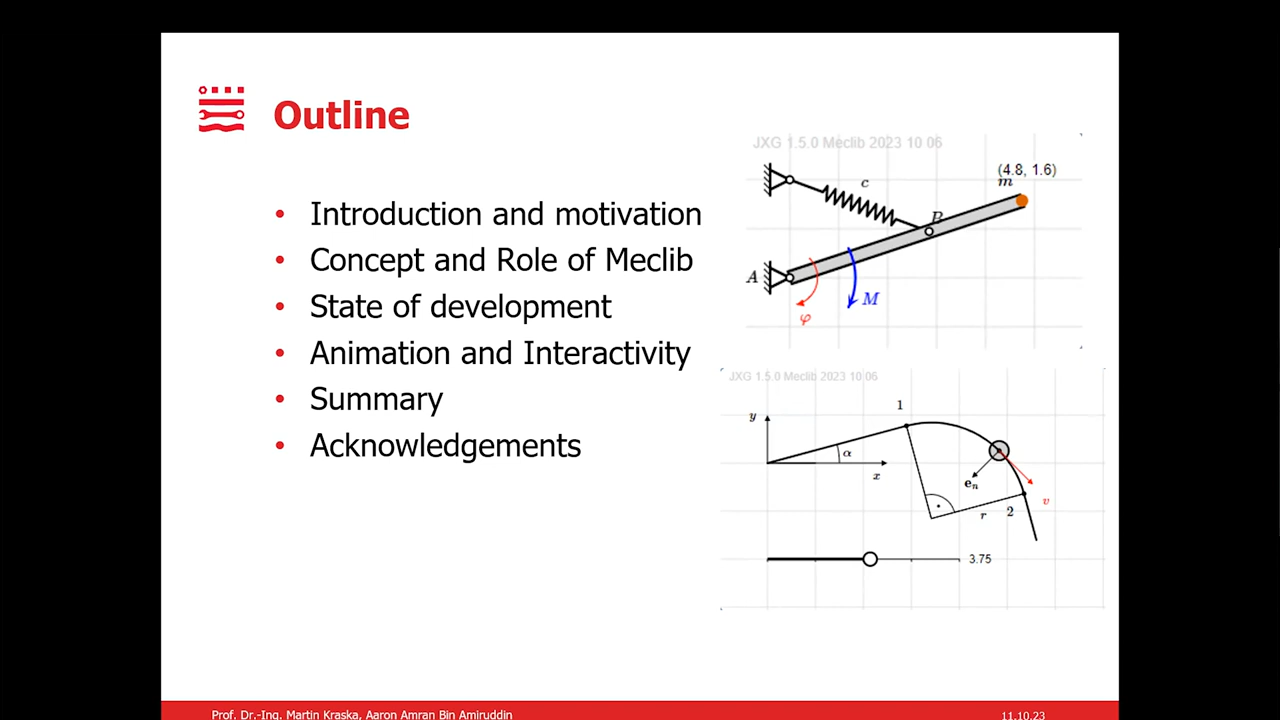 Outline
• Introduction and motivation
• Concept and Role of Meclib
• State of development
• Animation and Interactivity
• Summary
• Acknowledgements
JXG 1.5.0 Meclib 2023 10 06
(4.8, 1.6)
m
c
B
A
M
φ
JXG 1.5.0 Meclib 2023 10 06
1
y
α
x
eₙ
v
r
2
3.75
Prof. Dr.-Ing. Martin Kraska, Aaron Amran Bin Amiruddin
11.10.23